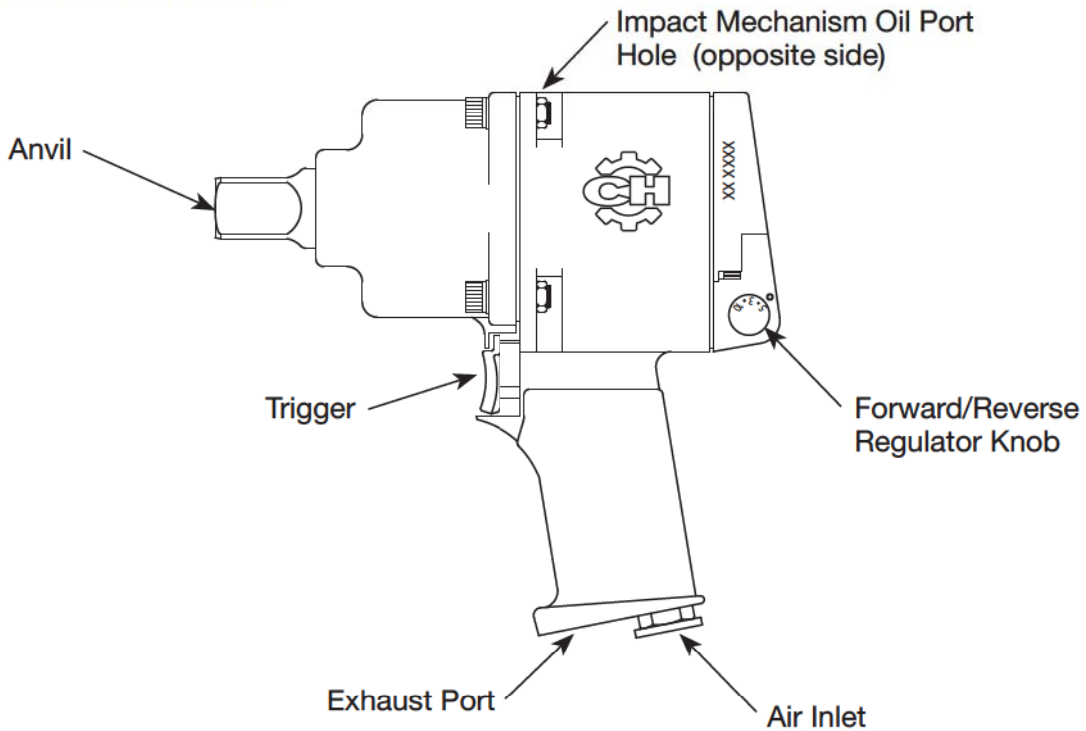 Impact Mechanism Oil Port
Hole (opposite side)
Anvil
CH
XXXX XX
Trigger
Forward/Reverse
Regulator Knob
Exhaust Port
Air Inlet